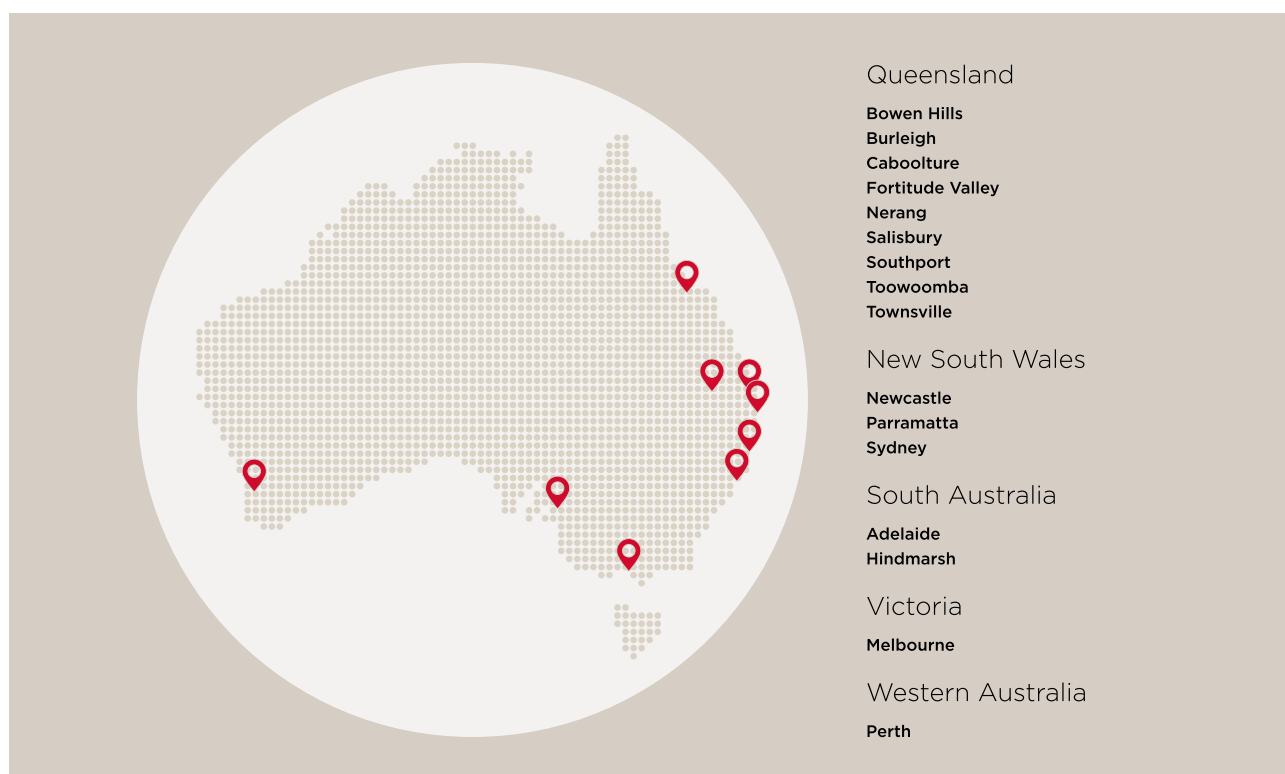 Queensland
Bowen Hills
Burleigh
Caboolture
Fortitude Valley
Nerang
Salisbury
Southport
Toowoomba
Townsville
New South Wales
Newcastle
Parramatta
Sydney
South Australia
Adelaide
Hindmarsh
Victoria
Melbourne
Western Australia
Perth